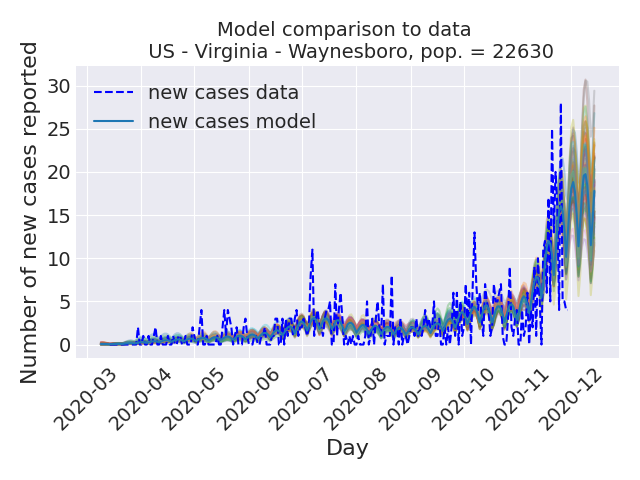 Model comparison to data
US - Virginia - Waynesboro, pop. = 22630
Number of new cases reported
30
25
20
15
10
5
0
new cases data
new cases model
2020-03
2020-04
2020-05
2020-06
2020-07
2020-08
2020-09
2020-10
2020-11
2020-12
Day